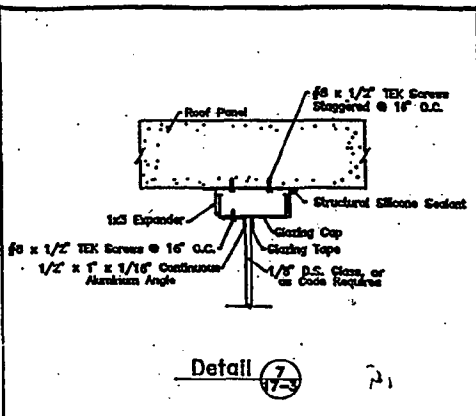 #8 x 1/2" TEK Screws
Staggered @ 16" O.C.
Roof Panel
Structural Silicone Sealant
1x3 Expander
Glazing Cap
#8 x 1/2" TEK Screws @ 16" O.C.
Glazing Tape
1/2" x 1" x 1/16" Continuous
Aluminum Angle
1/8" D.S. Glass, or
as Code Requires
Detail 7
17-3